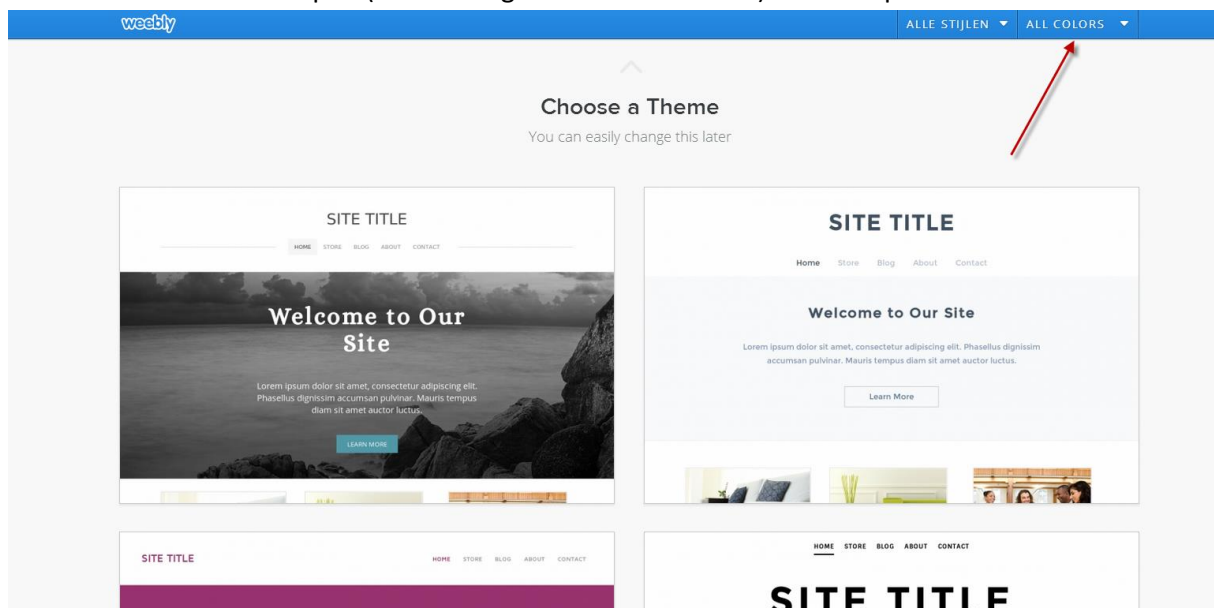 weebly
ALLE STIJLEN ALL COLORS
Choose a Theme
You can easily change this later
SITE TITLE
HOME STORE BLOG ABOUT CONTACT
Welcome to Our
Site
Lorem ipsum dolor sit amet, consectetur adipiscing elit.
Phasellus dignissim accumsan pulvinar. Mauris tempus
diam sit amet auctor luctus.
LEARN MORE
SITE TITLE
Home Store Blog About Contact
Welcome to Our Site
Lorem ipsum dolor sit amet, consectetur adipiscing elit. Phasellus dignissim
accumsan pulvinar. Mauris tempus diam sit amet auctor luctus.
Learn More
SITE TITLE
HOME STORE BLOG ABOUT CONTACT
HOME STORE BLOG ABOUT CONTACT
SITE TITLE